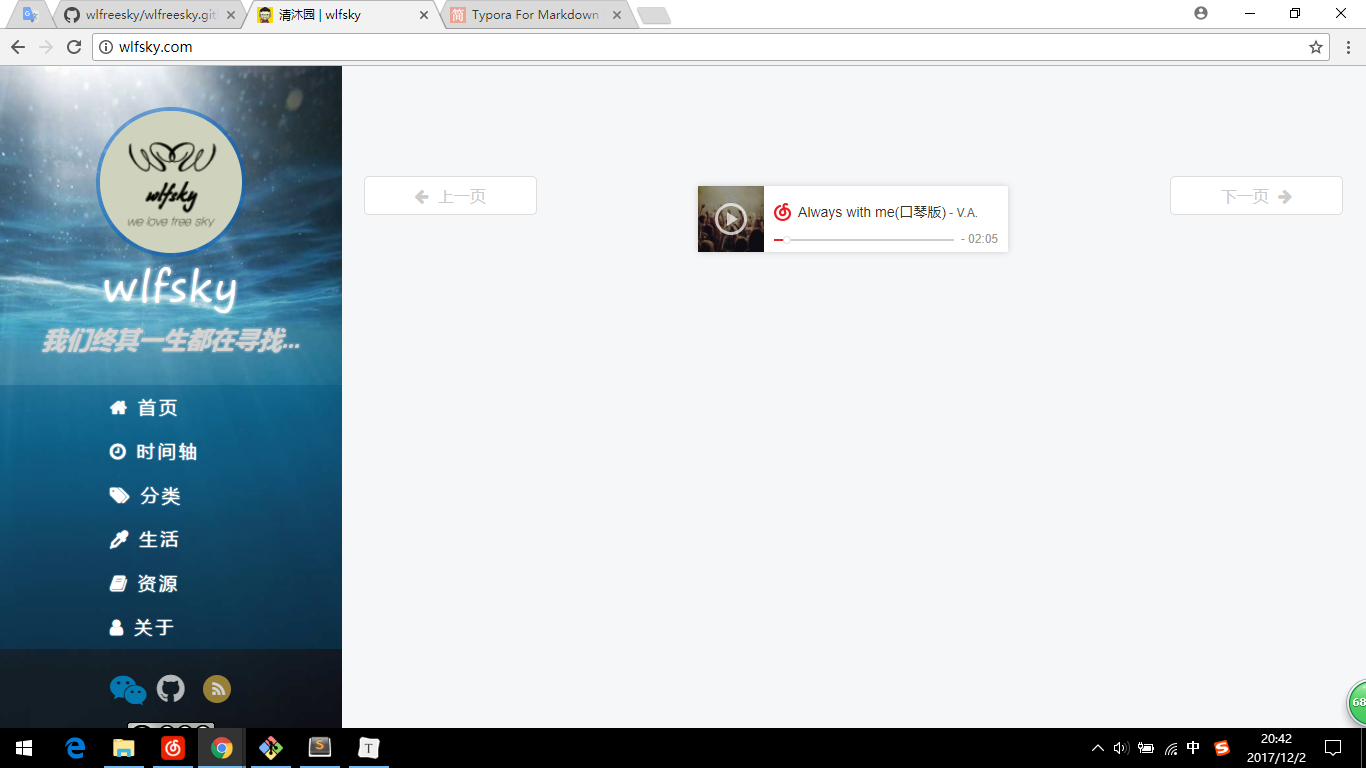 wlfreesky/wlfreesky.git
清沐园 | wlfsky
Typora For Markdown
wlfsky.com
wlfsky
we love free sky
wlfsky
我们终其一生都在寻找...
首页
时间轴
分类
生活
资源
关于
上一页
Always with me(口琴版) - V.A.
- 02:05
下一页
68
中
20:42
2017/12/2